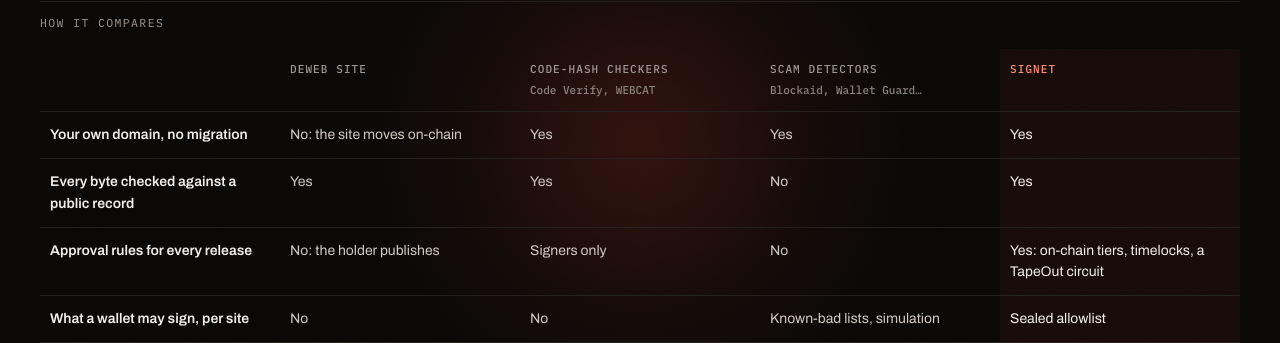 HOW IT COMPARES
DEWEB SITE
CODE-HASH CHECKERS
SCAM DETECTORS
SIGNET
Code Verify, WEBCAT
Blockaid, Wallet Guard…
Your own domain, no migration
No: the site moves on-chain
Yes
Yes
Yes
Every byte checked against a
public record
Yes
Yes
No
Yes
Approval rules for every release
No: the holder publishes
Signers only
No
Yes: on-chain tiers, timelocks, a
TapeOut circuit
What a wallet may sign, per site
No
No
Known-bad lists, simulation
Sealed allowlist